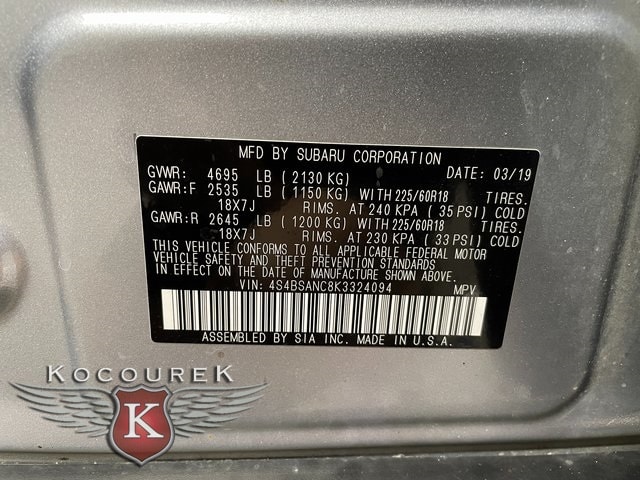 MFD BY SUBARU CORPORATION
GVWR: 4695 LB (2130 KG) DATE: 03/19
GAWR:F 2535 LB (1150 KG) WITH 225/60R18 TIRES.
18X7J RIMS. AT 240 KPA (35 PSI) COLD
GAWR:R 2645 LB (1200 KG) WITH 225/60R18 TIRES.
18X7J RIMS. AT 230 KPA (33 PSI) COLD
THIS VEHICLE CONFORMS TO ALL APPLICABLE FEDERAL MOTOR
VEHICLE SAFETY AND THEFT PREVENTION STANDARDS
IN EFFECT ON THE DATE OF MANUFACTURE SHOWN ABOVE.
VIN: 4S4BSANC8K3324094 MPV
ASSEMBLED BY SIA INC. MADE IN U.S.A.
KOCOUREK
K